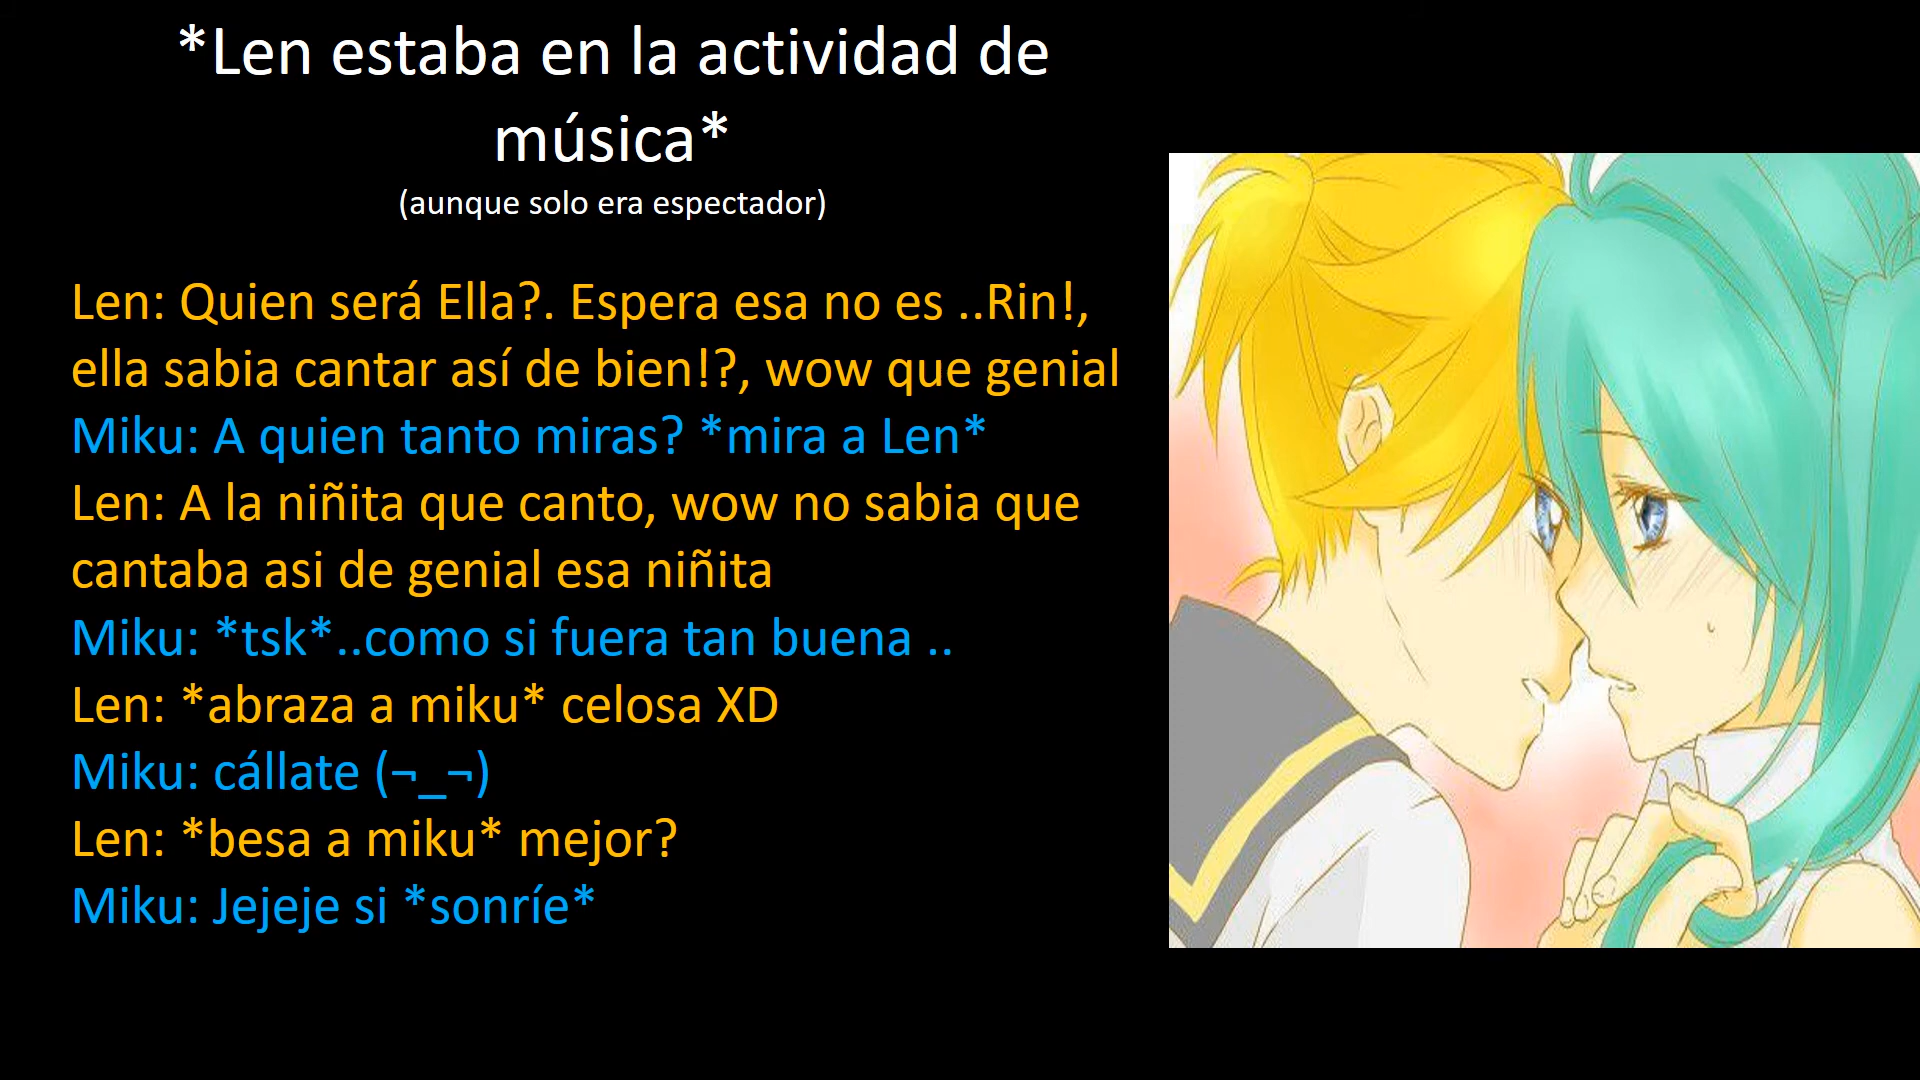 *Len estaba en la actividad de
música*
(aunque solo era espectador)
Len: Quien será Ella?. Espera esa no es ..Rin!,
ella sabia cantar así de bien!?, wow que genial
Miku: A quien tanto miras? *mira a Len*
Len: A la niñita que canto, wow no sabia que
cantaba asi de genial esa niñita
Miku: *tsk*..como si fuera tan buena ..
Len: *abraza a miku* celosa XD
Miku: cállate (¬_¬)
Len: *besa a miku* mejor?
Miku: Jejeje si *sonríe*